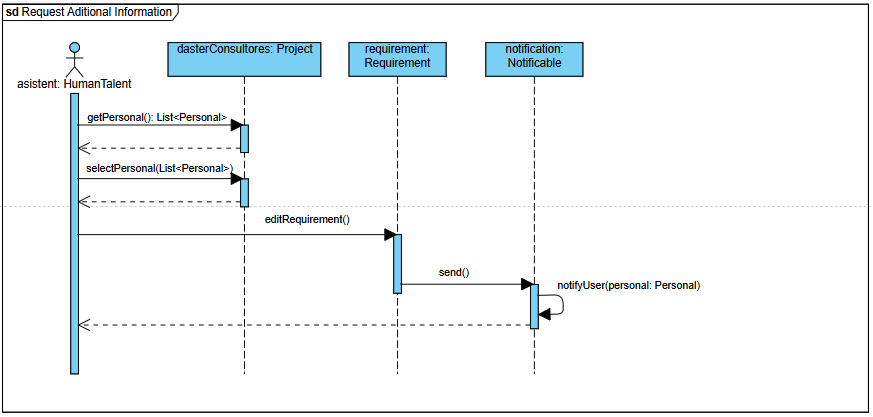 sd Request Aditional Information
dasterConsultores: Project
requirement:
Requirement
notification:
Notificable
asistent: HumanTalent
getPersonal(): List<Personal>
selectPersonal(List<Personal>)
editRequirement()
send()
notifyUser(personal: Personal)